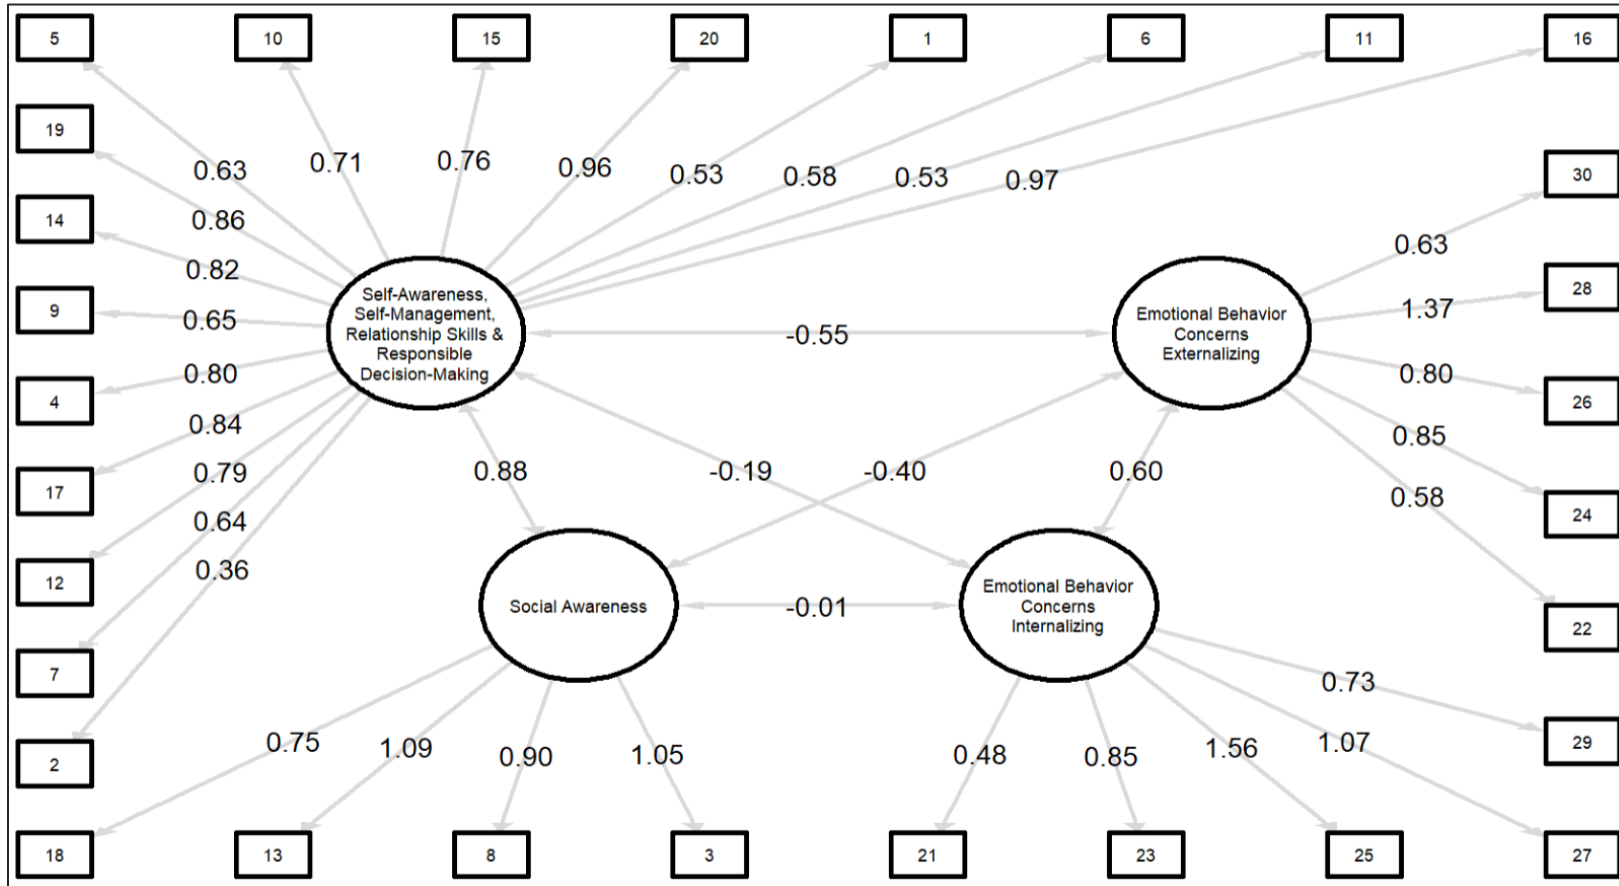 5 10 15 20 1 6 11 16
19
30
14
0.63 0.71 0.76 0.96 0.53 0.58 0.53 0.97
0.86
0.63
0.82
9
28
0.65
1.37
Self-Awareness,
Self-Management,
Relationship Skills &
Responsible
Decision-Making
-0.55
Emotional Behavior
Concerns
Externalizing
0.80
0.80
4
26
0.84
0.85
0.79
0.88 -0.19 -0.40 0.60
17
0.58
24
0.64
0.36
12
Social Awareness
-0.01
Emotional Behavior
Concerns
Internalizing
22
7
0.73
0.75 1.09 0.90 1.05 0.48 0.85 1.56 1.07
29
2
18 13 8 3 21 23 25 27